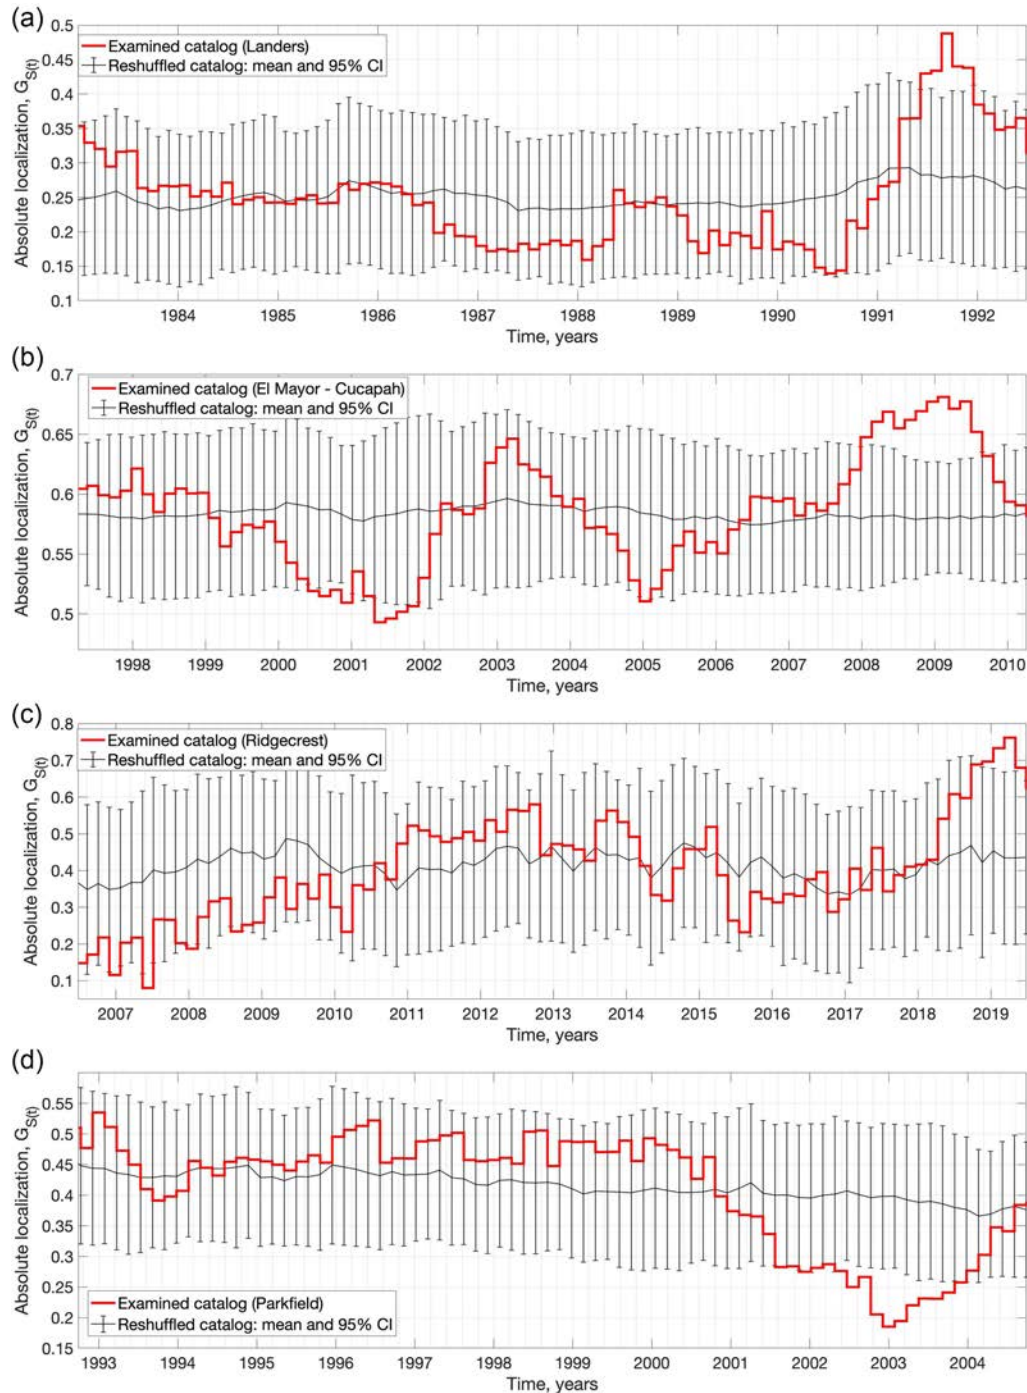 (a)
0.5
0.45
0.4
0.35
0.3
0.25
0.2
0.15
0.1
Absolute localization, G_S(t)
Examined catalog (Landers)
Reshuffled catalog: mean and 95% CI
1984 1985 1986 1987 1988 1989 1990 1991 1992
Time, years
(b)
0.7
0.65
0.6
0.55
0.5
Absolute localization, G_S(t)
Examined catalog (El Mayor - Cucapah)
Reshuffled catalog: mean and 95% CI
1998 1999 2000 2001 2002 2003 2004 2005 2006 2007 2008 2009 2010
Time, years
(c)
0.8
0.7
0.6
0.5
0.4
0.3
0.2
0.1
Absolute localization, G_S(t)
Examined catalog (Ridgecrest)
Reshuffled catalog: mean and 95% CI
2007 2008 2009 2010 2011 2012 2013 2014 2015 2016 2017 2018 2019
Time, years
(d)
0.55
0.5
0.45
0.4
0.35
0.3
0.25
0.2
0.15
Absolute localization, G_S(t)
Examined catalog (Parkfield)
Reshuffled catalog: mean and 95% CI
1993 1994 1995 1996 1997 1998 1999 2000 2001 2002 2003 2004
Time, years